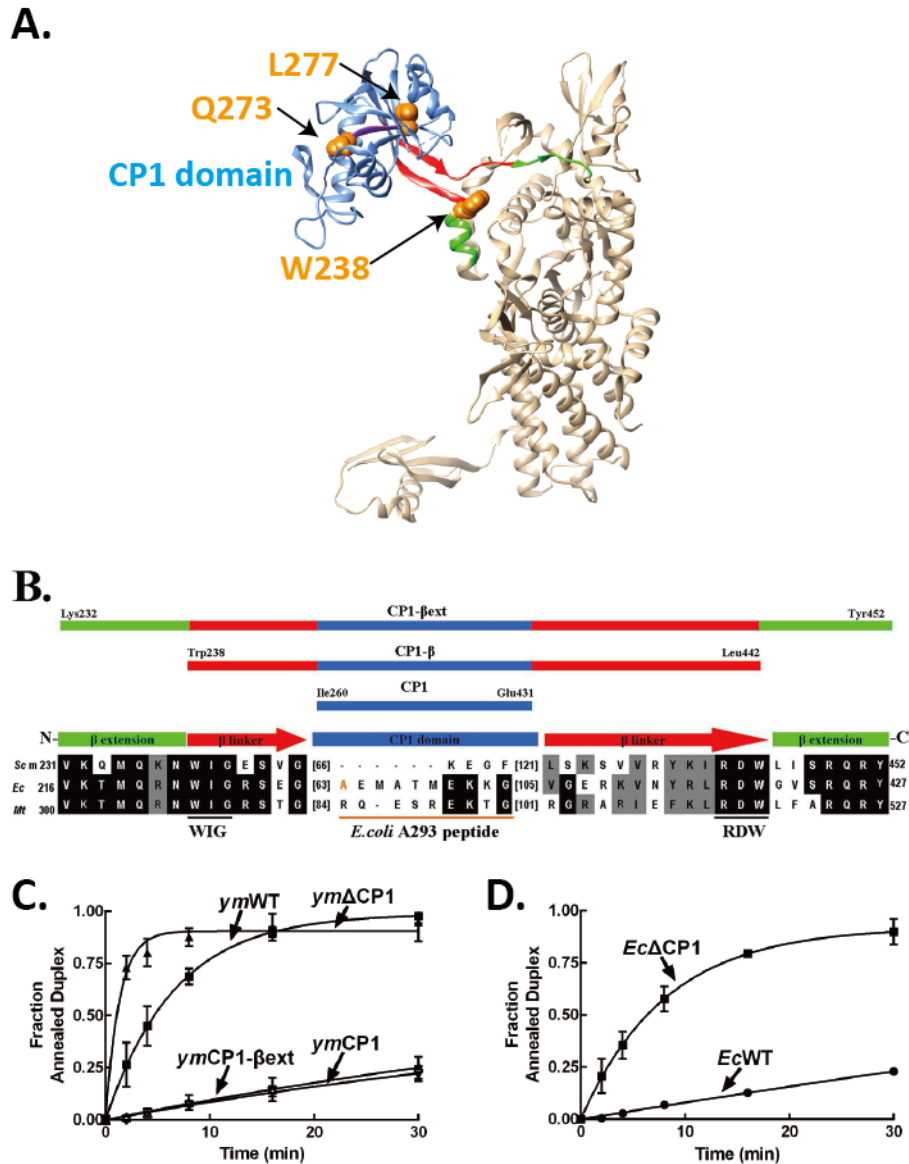 A.
L277
Q273
CP1 domain
W238
B.
Lys232 CP1-βext Tyr452
Trp238 CP1-β Leu442
Ile260 CP1 Glu431
N- β extension β linker CP1 domain β linker β extension -C
Sc m 231 V K Q M Q K N W I G E S V G [66] - - - - - - K E G F [121] L S K S V V R Y K I R D W L I S R Q R Y 452
Ec 216 V K T M Q R N W I G R S E G [63] A E M A T M E K N G [105] V G E R K V N Y R L R D W G V S R Q R Y 427
Mt 300 V K T M Q R N W I G R S T G [84] R Q - E S R E K T G [101] R G R A R I E F K L R D W L F A R Q R Y 527
WIG E.coli A293 peptide RDW
C.
Fraction
Annealed Duplex
1.00
0.75
0.50
0.25
0.00
ymWT
ymΔCP1
ymCP1-βext
ymCP1
0 10 20 30
Time (min)
D.
Fraction
Annealed Duplex
1.00
0.75
0.50
0.25
0.00
EcΔCP1
EcWT
0 10 20 30
Time (min)